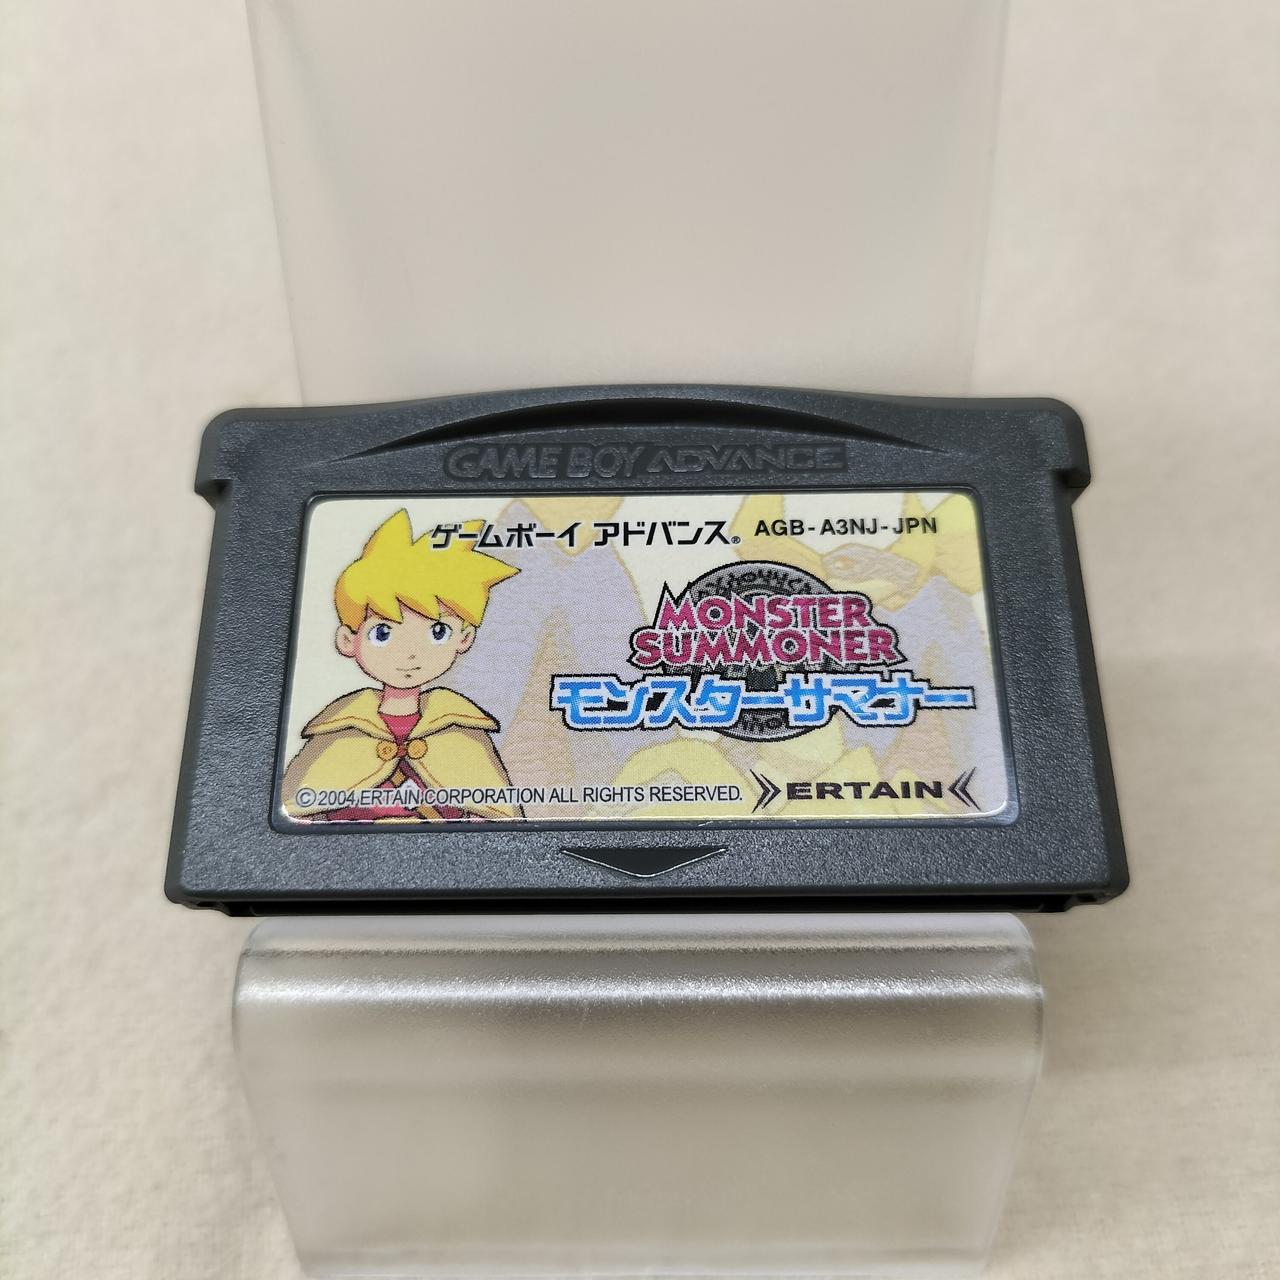 GAME BOY ADVANCE
ゲームボーイ アドバンス® AGB-A3NJ-JPN
MONSTER
SUMMONER
モンスターサマナー
©2004 ERTAIN CORPORATION ALL RIGHTS RESERVED. ERTAIN